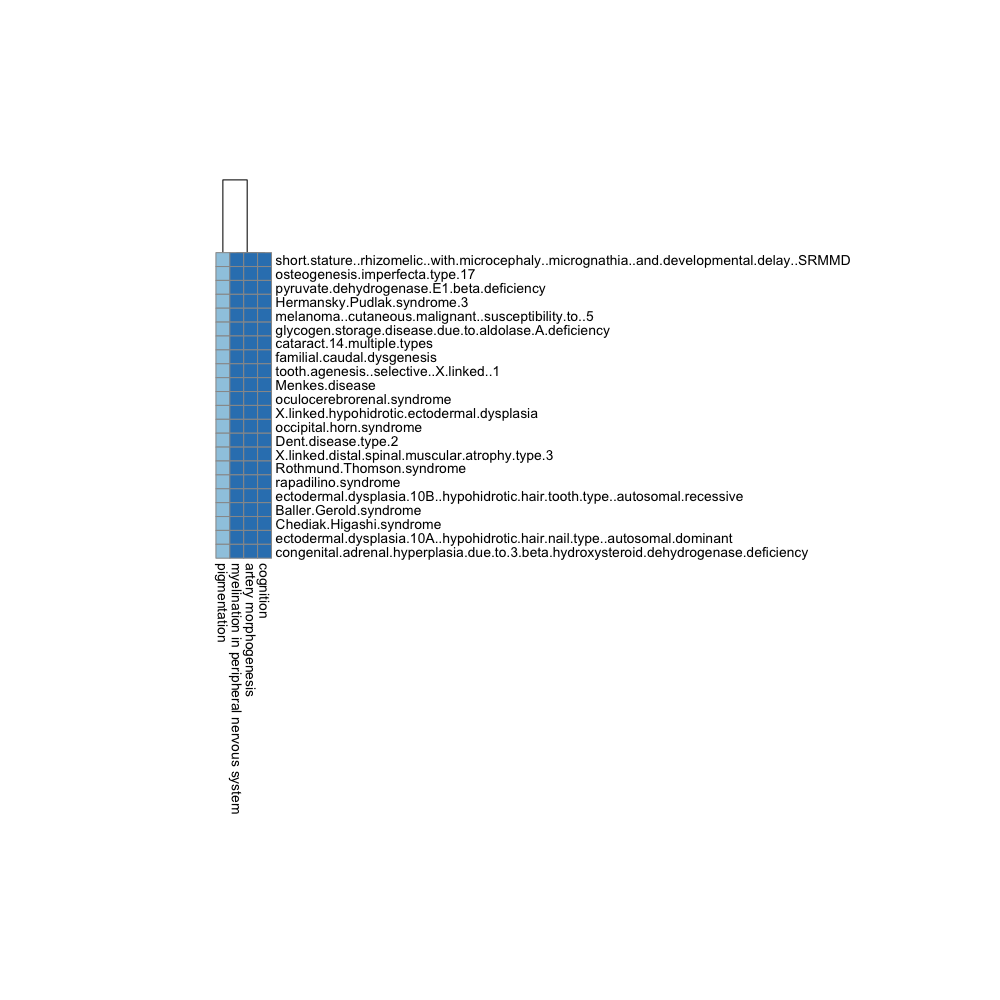 short.stature..rhizomelic..with.microcephaly..micrognathia..and.developmental.delay..SRMMD
osteogenesis.imperfecta.type.17
pyruvate.dehydrogenase.E1.beta.deficiency
Hermansky.Pudlak.syndrome.3
melanoma..cutaneous.malignant..susceptibility.to..5
glycogen.storage.disease.due.to.aldolase.A.deficiency
cataract.14.multiple.types
familial.caudal.dysgenesis
tooth.agenesis..selective..X.linked..1
Menkes.disease
oculocerebrorenal.syndrome
X.linked.hypohidrotic.ectodermal.dysplasia
occipital.horn.syndrome
Dent.disease.type.2
X.linked.distal.spinal.muscular.atrophy.type.3
Rothmund.Thomson.syndrome
rapadilino.syndrome
ectodermal.dysplasia.10B..hypohidrotic.hair.tooth.type..autosomal.recessive
Baller.Gerold.syndrome
Chediak.Higashi.syndrome
ectodermal.dysplasia.10A..hypohidrotic.hair.nail.type..autosomal.dominant
congenital.adrenal.hyperplasia.due.to.3.beta.hydroxysteroid.dehydrogenase.deficiency
pigmentation
myelination in peripheral nervous system
artery morphogenesis
cognition